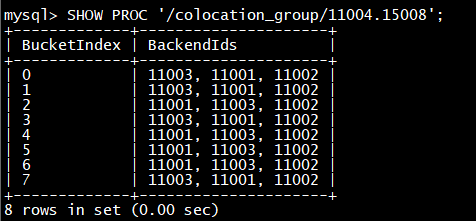 mysql> SHOW PROC '/colocation_group/11004.15008';
+-------------+---------------------+
| BucketIndex | BackendIds          |
+-------------+---------------------+
| 0           | 11003, 11001, 11002 |
| 1           | 11003, 11001, 11002 |
| 2           | 11001, 11003, 11002 |
| 3           | 11003, 11001, 11002 |
| 4           | 11001, 11003, 11002 |
| 5           | 11001, 11003, 11002 |
| 6           | 11001, 11003, 11002 |
| 7           | 11003, 11001, 11002 |
+-------------+---------------------+
8 rows in set (0.00 sec)